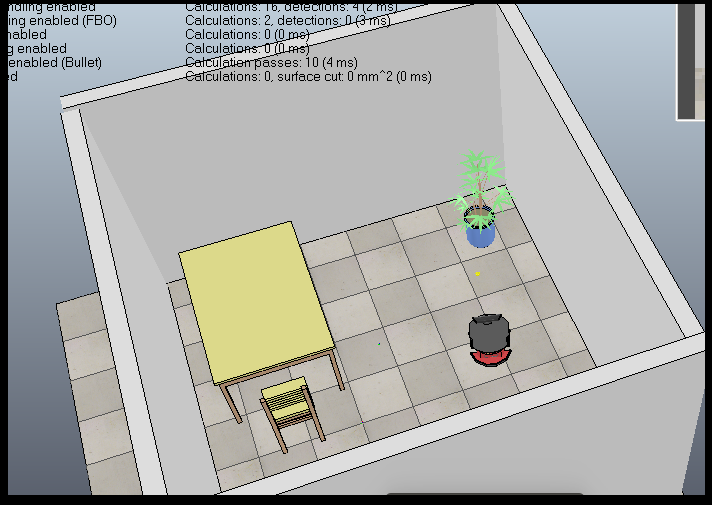 ndling enabled Calculations: 16, detections: 4 (2 ms)
ing enabled (FBO) Calculations: 2, detections: 0 (3 ms)
nabled Calculations: 0 (0 ms)
g enabled Calculations: 0 (0 ms)
enabled (Bullet) Calculation passes: 10 (4 ms)
ed Calculations: 0, surface cut: 0 mm^2 (0 ms)